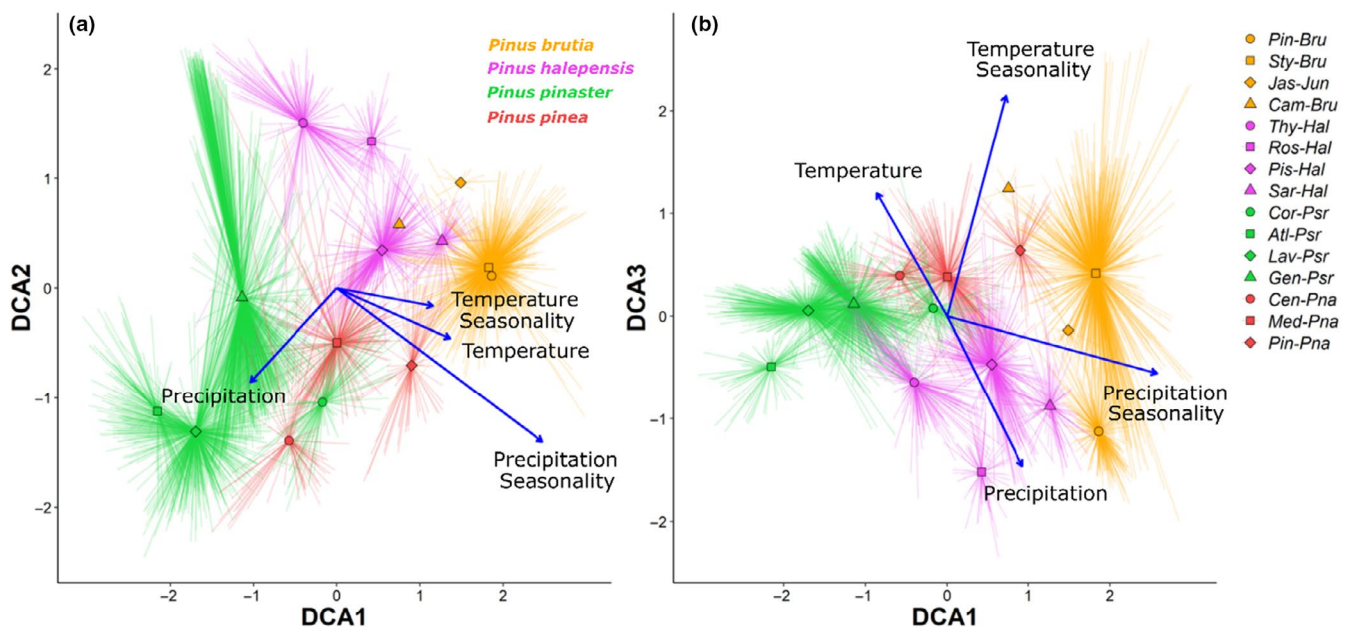 (a)
Pinus brutia
Pinus halepensis
Pinus pinaster
Pinus pinea
2
1
0
−1
−2
DCA2
Temperature
Seasonality
Temperature
Precipitation
Precipitation
Seasonality
−2
−1
0
1
2
DCA1
(b)
Temperature
Seasonality
Temperature
2
1
0
−1
−2
DCA3
Precipitation
Seasonality
Precipitation
−2
−1
0
1
2
DCA1
Pin-Bru
Sty-Bru
Jas-Jun
Cam-Bru
Thy-Hal
Ros-Hal
Pis-Hal
Sar-Hal
Cor-Psr
Atl-Psr
Lav-Psr
Gen-Psr
Cen-Pna
Med-Pna
Pin-Pna